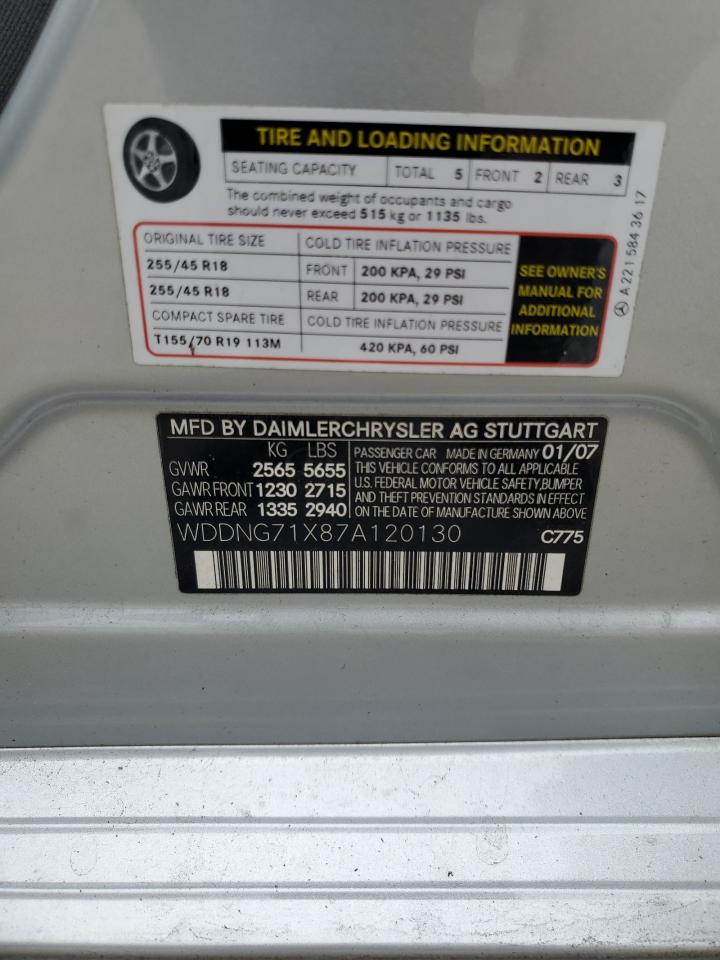 TIRE AND LOADING INFORMATION
SEATING CAPACITY TOTAL 5 FRONT 2 REAR 3
The combined weight of occupants and cargo
should never exceed 515 kg or 1135 lbs.
ORIGINAL TIRE SIZE COLD TIRE INFLATION PRESSURE
255/45 R18 FRONT 200 KPA, 29 PSI
255/45 R18 REAR 200 KPA, 29 PSI
COMPACT SPARE TIRE COLD TIRE INFLATION PRESSURE
T155/70 R19 113M 420 KPA, 60 PSI
SEE OWNER'S
MANUAL FOR
ADDITIONAL
INFORMATION
A 221 584 36 17
MFD BY DAIMLERCHRYSLER AG STUTTGART
KG LBS
GVWR 2565 5655
GAWR FRONT 1230 2715
GAWR REAR 1335 2940
PASSENGER CAR MADE IN GERMANY 01/07
THIS VEHICLE CONFORMS TO ALL APPLICABLE
U.S. FEDERAL MOTOR VEHICLE SAFETY,BUMPER
AND THEFT PREVENTION STANDARDS IN EFFECT
ON THE DATE OF MANUFACTURE SHOWN ABOVE.
WDDNG71X87A120130 C775